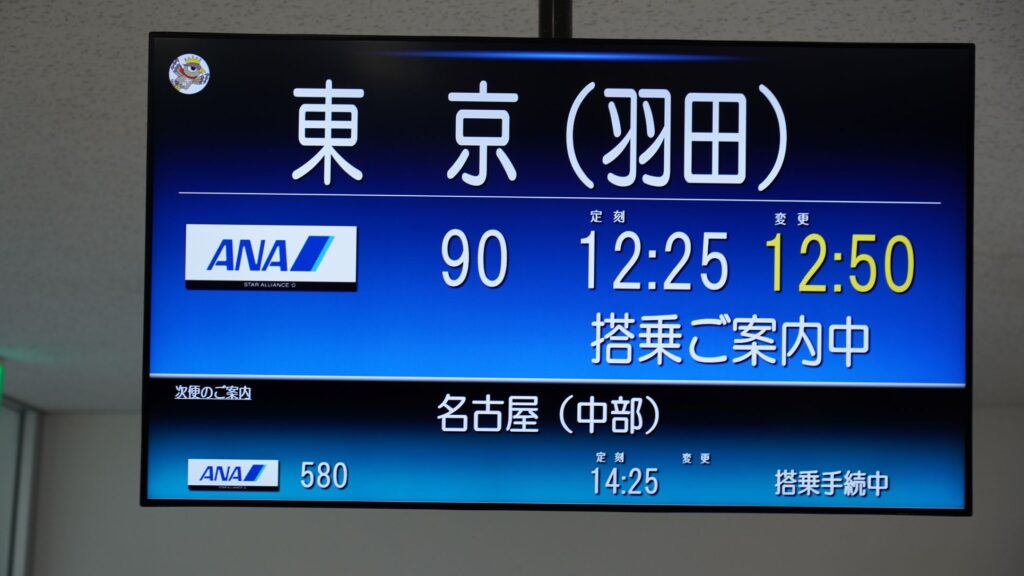 東 京（羽田）
定刻 変更
ANA 90 12:25 12:50
STAR ALLIANCE
搭乗ご案内中
次便のご案内
名古屋（中部）
定刻 変更
ANA 580 14:25 搭乗手続中